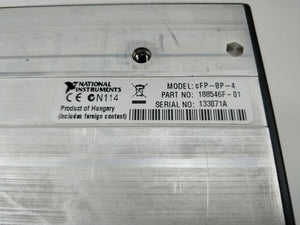 NATIONAL
INSTRUMENTS
CE N114
Product of Hungary
(includes foreign content)
MODEL: cFP-BP-4
PART NO: 188546F-01
SERIAL NO: 133071A